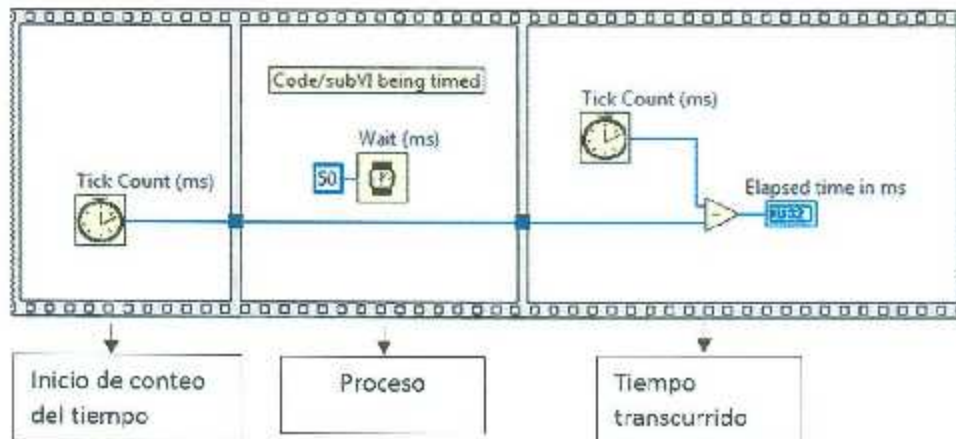 Code/subVI being timed
Tick Count (ms)
Wait (ms)
50
Tick Count (ms)
Elapsed time in ms
U32
Inicio de conteo
del tiempo
Proceso
Tiempo
transcurrido